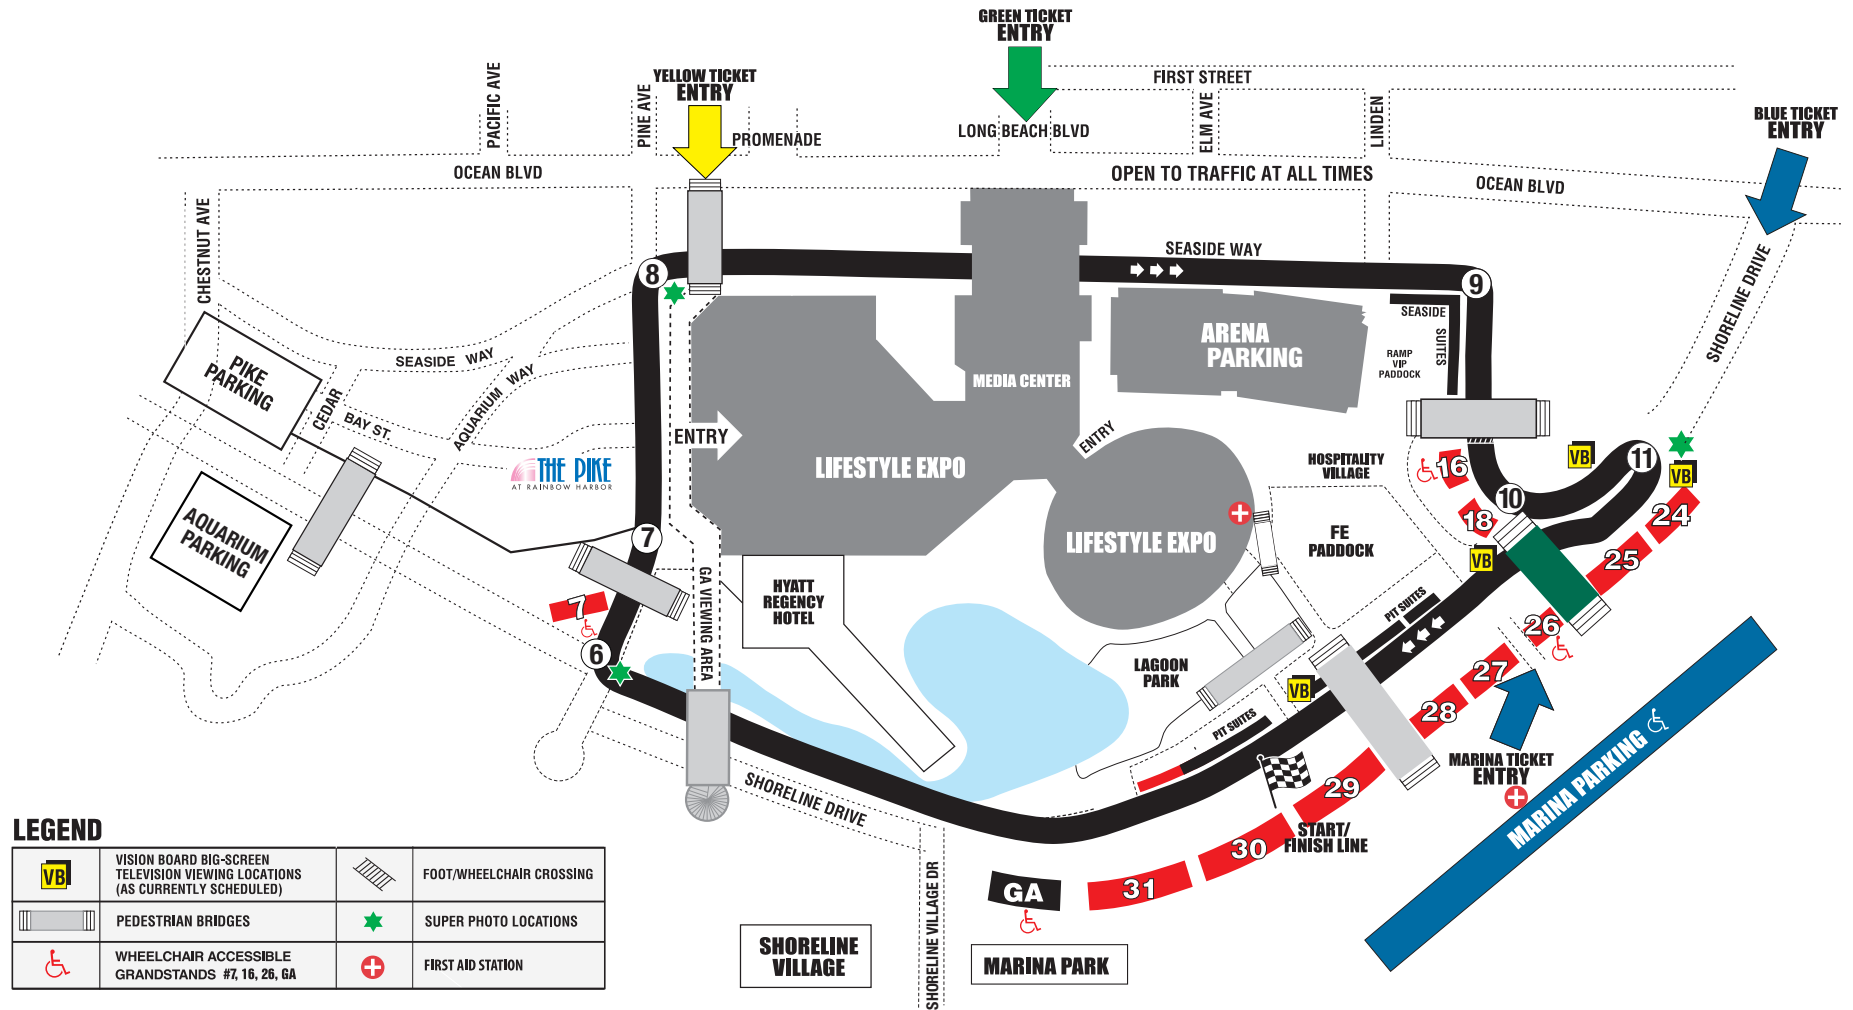 GREEN TICKET
ENTRY
YELLOW TICKET
ENTRY
BLUE TICKET
ENTRY
FIRST STREET
PACIFIC AVE
PINE AVE
PROMENADE
LONG BEACH BLVD
ELM AVE
LINDEN
OCEAN BLVD
OPEN TO TRAFFIC AT ALL TIMES
OCEAN BLVD
CHESTNUT AVE
SEASIDE WAY
SHORELINE DRIVE
8
9
SEASIDE
SUITES
RAMP
VIP
PADDOCK
ARENA
PARKING
MEDIA CENTER
PIKE
PARKING
SEASIDE WAY
CEDAR
BAY ST.
AQUARIUM WAY
ENTRY
ENTRY
LIFESTYLE EXPO
THE PIKE
AT RAINBOW HARBOR
HOSPITALITY
VILLAGE
16
VB
11
VB
10
18
24
AQUARIUM
PARKING
7
LIFESTYLE EXPO
FE
PADDOCK
VB
25
GA VIEWING AREA
HYATT
REGENCY
HOTEL
7
PIT SUITES
26
6
LAGOON
PARK
27
VB
28
PIT SUITES
MARINA TICKET
ENTRY
MARINA PARKING
29
START/
FINISH LINE
30
31
GA
SHORELINE DRIVE
SHORELINE VILLAGE DR
SHORELINE
VILLAGE
MARINA PARK
LEGEND
VB
VISION BOARD BIG-SCREEN
TELEVISION VIEWING LOCATIONS
(AS CURRENTLY SCHEDULED)
FOOT/WHEELCHAIR CROSSING
PEDESTRIAN BRIDGES
SUPER PHOTO LOCATIONS
WHEELCHAIR ACCESSIBLE
GRANDSTANDS #7, 16, 26, GA
FIRST AID STATION